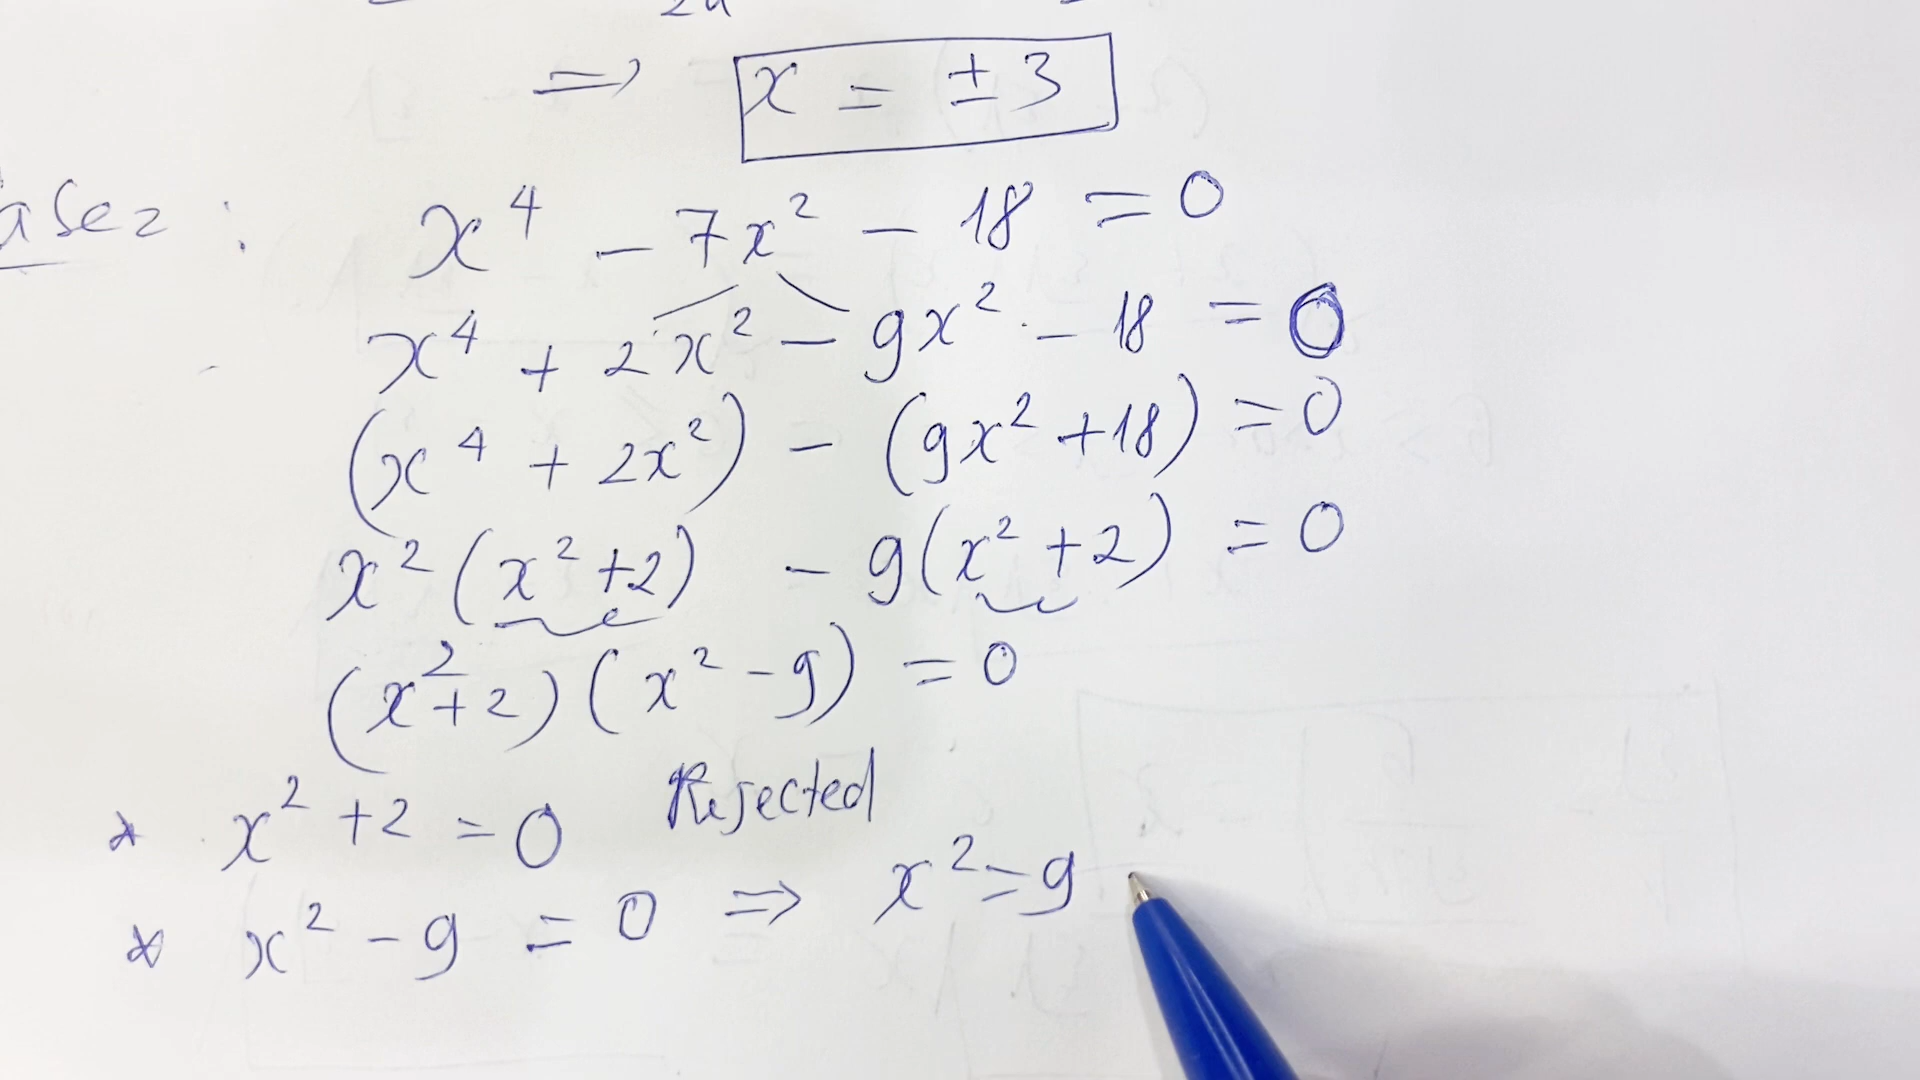 2a
⟹ x = ± 3
ase2 :
x⁴ - 7x² - 18 = 0
x⁴ + 2x² - 9x² - 18 = 0
(x⁴ + 2x²) - (9x² + 18) = 0
x² (x² + 2) - 9(x² + 2) = 0
(x² + 2) (x² - 9) = 0
* x² + 2 = 0 Rejected
* x² - 9 = 0 ⟹ x² = 9